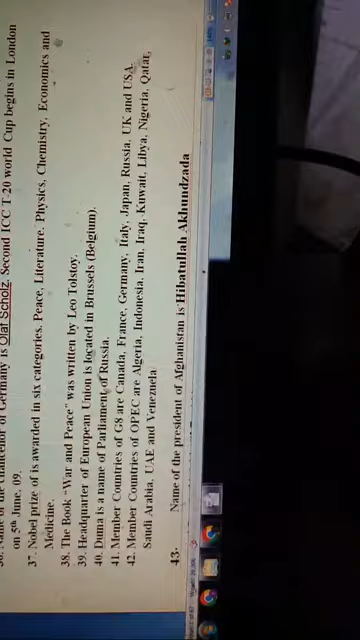 Chancellor of Germany is Olaf Scholz. Second ICC T-20 world Cup begins in London
on 5th June, 09.
37. Nobel prize of is awarded in six categories, Peace, Literature, Physics, Chemistry, Economics and
Medicine.
38. The Book “War and Peace” was written by Leo Tolstoy.
39. Headquarter of European Union is located in Brussels (Belgium).
40. Duma is a name of Parliament of Russia.
41. Member Countries of G8 are Canada, France, Germany, Italy, Japan, Russia, UK and USA.
42. Member Countries of OPEC are Algeria, Indonesia, Iran, Iraq, Kuwait, Libya, Nigeria, Qatar,
Saudi Arabia, UAE and Venezuela
43- Name of the president of Afghanistan is Hibatullah Akhundzada